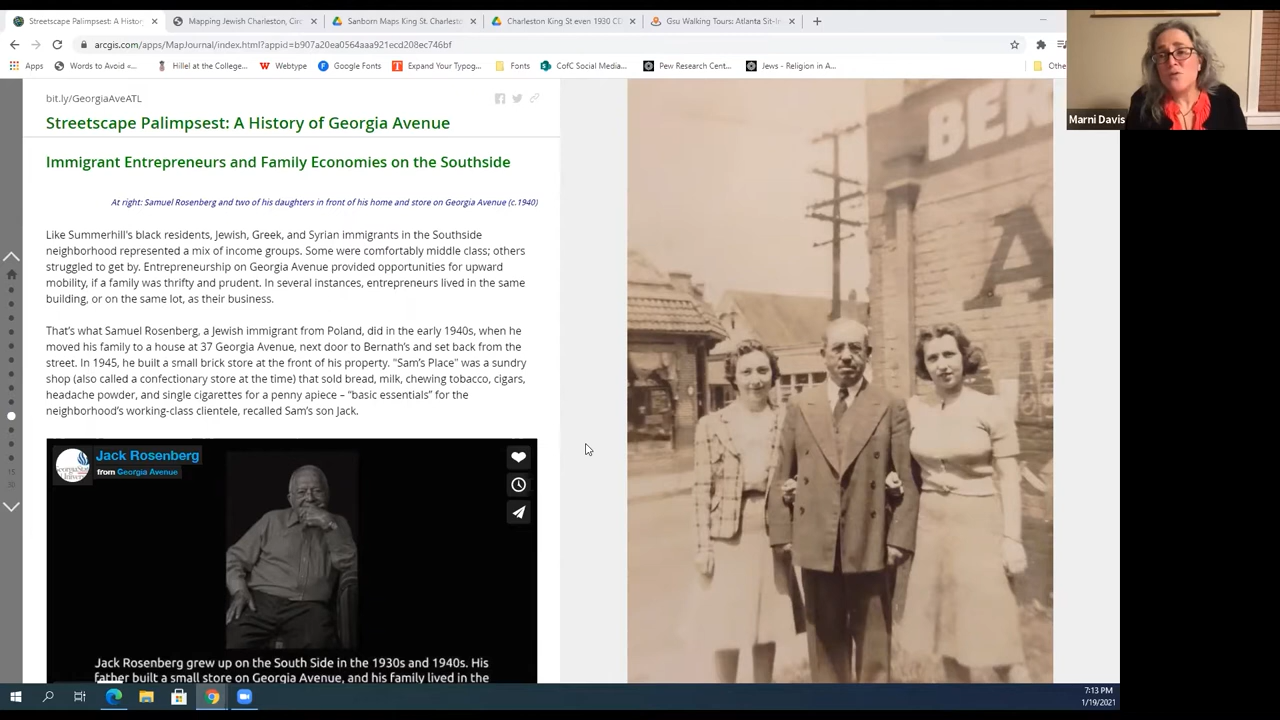 Streetscape Palimpsest: A Histor
Mapping Jewish Charleston, Circ
Sanborn Maps King St. Charlesto
Charleston King St even 1930 CD
Gsu Walking Tours: Atlanta Sit-In
arcgis.com/apps/MapJournal/index.html?appid=b907a20ea0564aaa921ecd208ec746bf
Apps
Words to Avoid «...
Hillel at the College...
Webtype
Google Fonts
Expand Your Typog...
Fonts
CofC Social Media...
Pew Research Cent...
Jews - Religion in A...
Othe
Marni Davis
bit.ly/GeorgiaAveATL
Streetscape Palimpsest: A History of Georgia Avenue
Immigrant Entrepreneurs and Family Economies on the Southside
At right: Samuel Rosenberg and two of his daughters in front of his home and store on Georgia Avenue (c.1940)
Like Summerhill's black residents, Jewish, Greek, and Syrian immigrants in the Southside
neighborhood represented a mix of income groups. Some were comfortably middle class; others
struggled to get by. Entrepreneurship on Georgia Avenue provided opportunities for upward
mobility, if a family was thrifty and prudent. In several instances, entrepreneurs lived in the same
building, or on the same lot, as their business.
That's what Samuel Rosenberg, a Jewish immigrant from Poland, did in the early 1940s, when he
moved his family to a house at 37 Georgia Avenue, next door to Bernath's and set back from the
street. In 1945, he built a small brick store at the front of his property. "Sam's Place" was a sundry
shop (also called a confectionary store at the time) that sold bread, milk, chewing tobacco, cigars,
headache powder, and single cigarettes for a penny apiece – "basic essentials" for the
neighborhood's working-class clientele, recalled Sam's son Jack.
Jack Rosenberg
from Georgia Avenue
Jack Rosenberg grew up on the South Side in the 1930s and 1940s. His
father built a small store on Georgia Avenue, and his family lived in the
BER
A
7:13 PM
1/19/2021